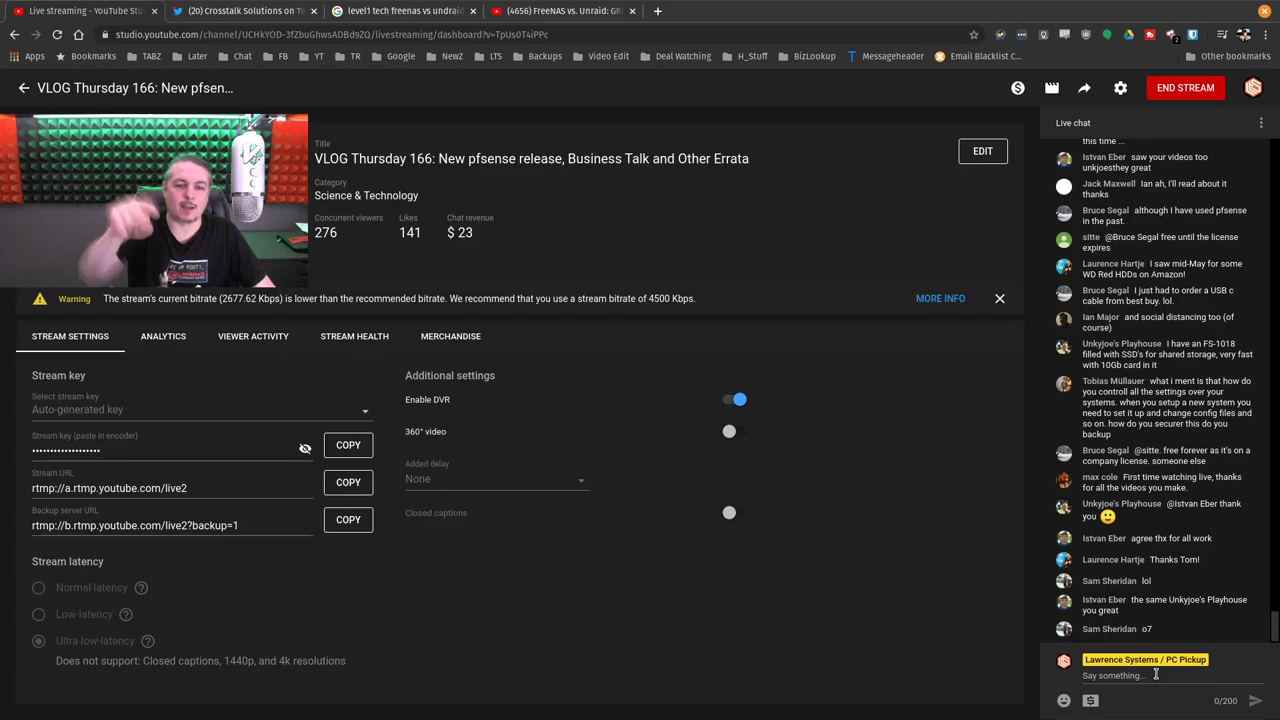 Live streaming - YouTube Stu
(20) Crosstalk Solutions on Tw
level1 tech freenas vs undraid
(4656) FreeNAS vs. Unraid: GR
studio.youtube.com/channel/UCHkYOD-3fZbuGhwsADBd9ZQ/livestreaming/dashboard?v=TpUs0T4iPPc
Apps Bookmarks TABZ Later Chat FB YT TR Google NewZ LTS Backups Video Edit Deal Watching H_Stuff BizLookup Messageheader Email Blacklist C... Other bookmarks
VLOG Thursday 166: New pfsen...
END STREAM
Title
VLOG Thursday 166: New pfsense release, Business Talk and Other Errata
EDIT
Category
Science & Technology
Concurrent viewers Likes Chat revenue
276 141 $ 23
Warning The stream's current bitrate (2677.62 Kbps) is lower than the recommended bitrate. We recommend that you use a stream bitrate of 4500 Kbps.
MORE INFO
STREAM SETTINGS ANALYTICS VIEWER ACTIVITY STREAM HEALTH MERCHANDISE
Stream key
Select stream key
Auto-generated key
Stream key (paste in encoder)
••••••••••••••••••
COPY
Stream URL
rtmp://a.rtmp.youtube.com/live2
COPY
Backup server URL
rtmp://b.rtmp.youtube.com/live2?backup=1
COPY
Stream latency
Normal latency
Low-latency
Ultra low-latency
Does not support: Closed captions, 1440p, and 4k resolutions
Additional settings
Enable DVR
360° video
Added delay
None
Closed captions
Live chat
this time ...
Istvan Eber saw your videos too
unkjoesthey great
Jack Maxwell Ian ah, I'll read about it
thanks
Bruce Segal although I have used pfsense
in the past.
sitte @Bruce Segal free until the license
expires
Laurence Hartje I saw mid-May for some
WD Red HDDs on Amazon!
Bruce Segal I just had to order a USB c
cable from best buy. lol.
Ian Major and social distancing too (of
course)
Unkyjoe's Playhouse I have an FS-1018
filled with SSD's for shared storage, very fast
with 10Gb card in it
Tobias Müllauer what i ment is that how do
you controll all the settings over your
systems. when you setup a new system you
need to set it up and change config files and
so on. how do you securer this do you
backup
Bruce Segal @sitte. free forever as it's on a
company license. someone else
max cole First time watching live, thanks
for all the videos you make.
Unkyjoe's Playhouse @Istvan Eber thank
you
Istvan Eber agree thx for all work
Laurence Hartje Thanks Tom!
Sam Sheridan lol
Istvan Eber the same Unkyjoe's Playhouse
you great
Sam Sheridan o7
Lawrence Systems / PC Pickup
Say something...
0/200